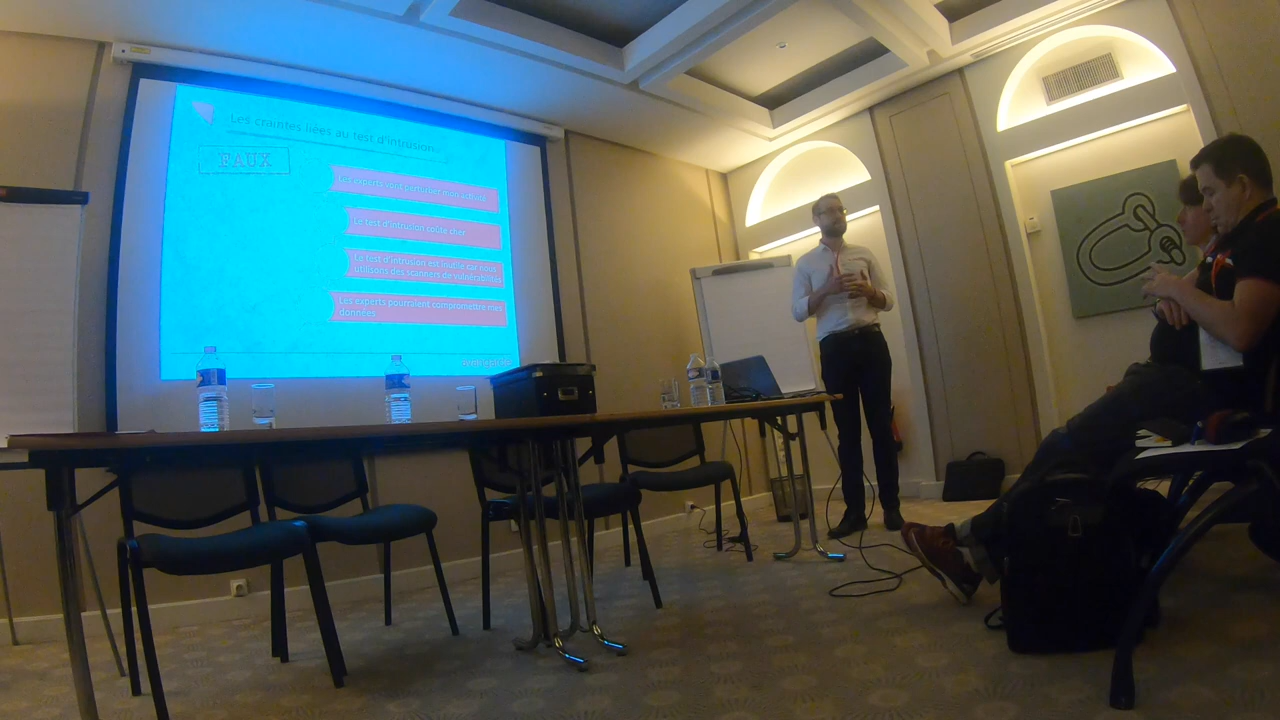 Les craintes liées au test d'intrusion
FAUX
Les experts vont perturber mon activité
Le test d'intrusion coûte cher
Le test d'intrusion est inutile car nous
utilisons des scanners de vulnérabilités
Les experts pourraient compromettre mes
données